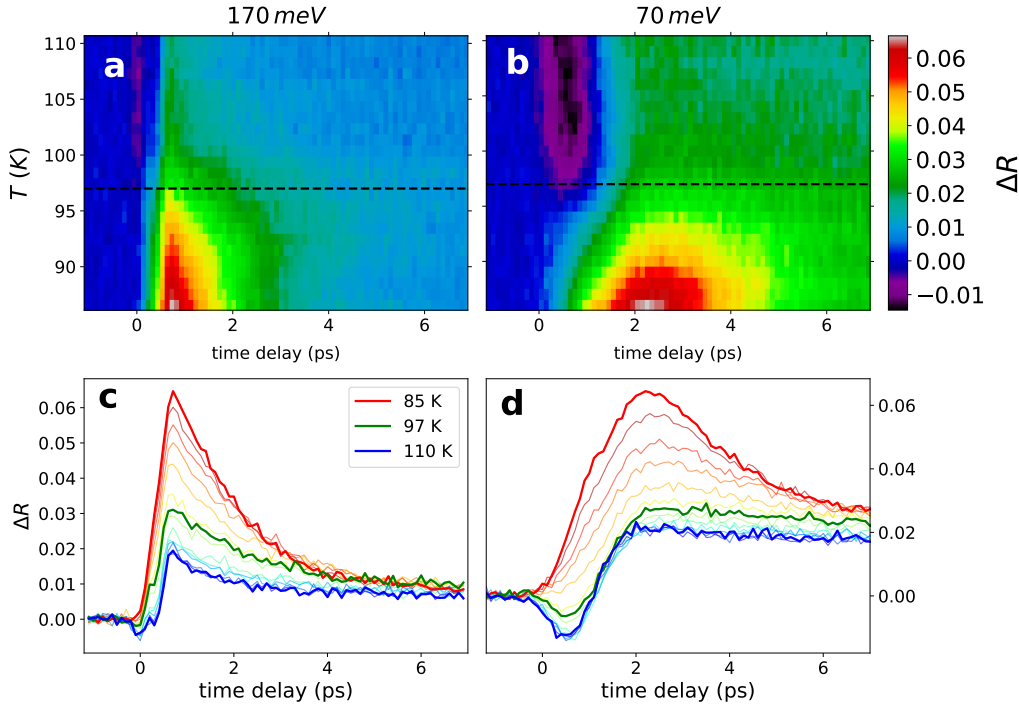 170 meV 70 meV
a b
110
105
100
95
90
T (K)
0 2 4 6
0 2 4 6
time delay (ps) time delay (ps)
0.06
0.05
0.04
0.03
0.02
0.01
0.00
−0.01
ΔR
c d
85 K
97 K
110 K
0.06
0.05
0.04
0.03
0.02
0.01
0.00
ΔR
0.06
0.04
0.02
0.00
0 2 4 6
0 2 4 6
time delay (ps) time delay (ps)